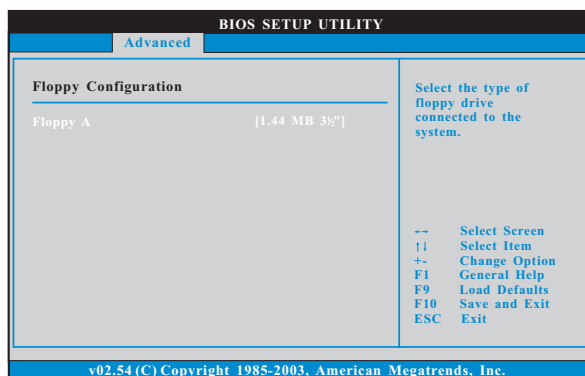 BIOS SETUP UTILITY
Advanced
Floppy Configuration
Floppy A [1.44 MB 3½"]
Select the type of
floppy drive
connected to the
system.
←→ Select Screen
↑↓ Select Item
+- Change Option
F1 General Help
F9 Load Defaults
F10 Save and Exit
ESC Exit
v02.54 (C) Copyright 1985-2003, American Megatrends, Inc.